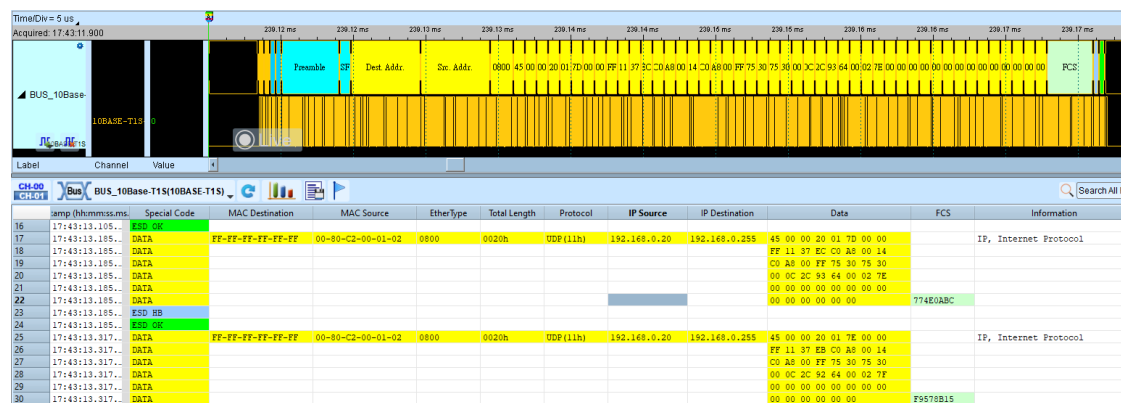 Time/Div = 5 us
Acquired: 17:43:11.900
239.12 ms 239.12 ms 239.13 ms 239.13 ms 239.14 ms 239.14 ms 239.15 ms 239.15 ms 239.16 ms 239.16 ms 239.17 ms 239.17 ms
BUS_10Base-
Preamble SF Dest. Addr. Src. Addr. 0800 45 00 00 20 01 7D 00 00 FF 11 37 EC C0 A8 00 14 C0 A8 00 FF 75 30 75 30 00 0C 2C 93 64 00 02 7E 00 00 00 00 00 00 00 00 00 00 00 00 00 00 FCS
10BASE-T1S
Label Channel Value
CH-00 CH-01 Bus BUS_10Base-T1S(10BASE-T1S) Search All
:amp (hh:mm:ss.ms. Special Code MAC Destination MAC Source EtherType Total Length Protocol IP Source IP Destination Data FCS Information
16 17:43:13.105... ESD OK
17 17:43:13.185... DATA FF-FF-FF-FF-FF-FF 00-80-C2-00-01-02 0800 0020h UDP(11h) 192.168.0.20 192.168.0.255 45 00 00 20 01 7D 00 00 IP, Internet Protocol
18 17:43:13.185... DATA FF 11 37 EC C0 A8 00 14
19 17:43:13.185... DATA C0 A8 00 FF 75 30 75 30
20 17:43:13.185... DATA 00 0C 2C 93 64 00 02 7E
21 17:43:13.185... DATA 00 00 00 00 00 00 00 00
22 17:43:13.185... DATA 00 00 00 00 00 00 774E0ABC
23 17:43:13.185... ESD HB
24 17:43:13.185... ESD OK
25 17:43:13.317... DATA FF-FF-FF-FF-FF-FF 00-80-C2-00-01-02 0800 0020h UDP(11h) 192.168.0.20 192.168.0.255 45 00 00 20 01 7E 00 00 IP, Internet Protocol
26 17:43:13.317... DATA FF 11 37 EB C0 A8 00 14
27 17:43:13.317... DATA C0 A8 00 FF 75 30 75 30
28 17:43:13.317... DATA 00 0C 2C 92 64 00 02 7F
29 17:43:13.317... DATA 00 00 00 00 00 00 00 00
30 17:43:13.317... DATA 00 00 00 00 00 00 F9578B15